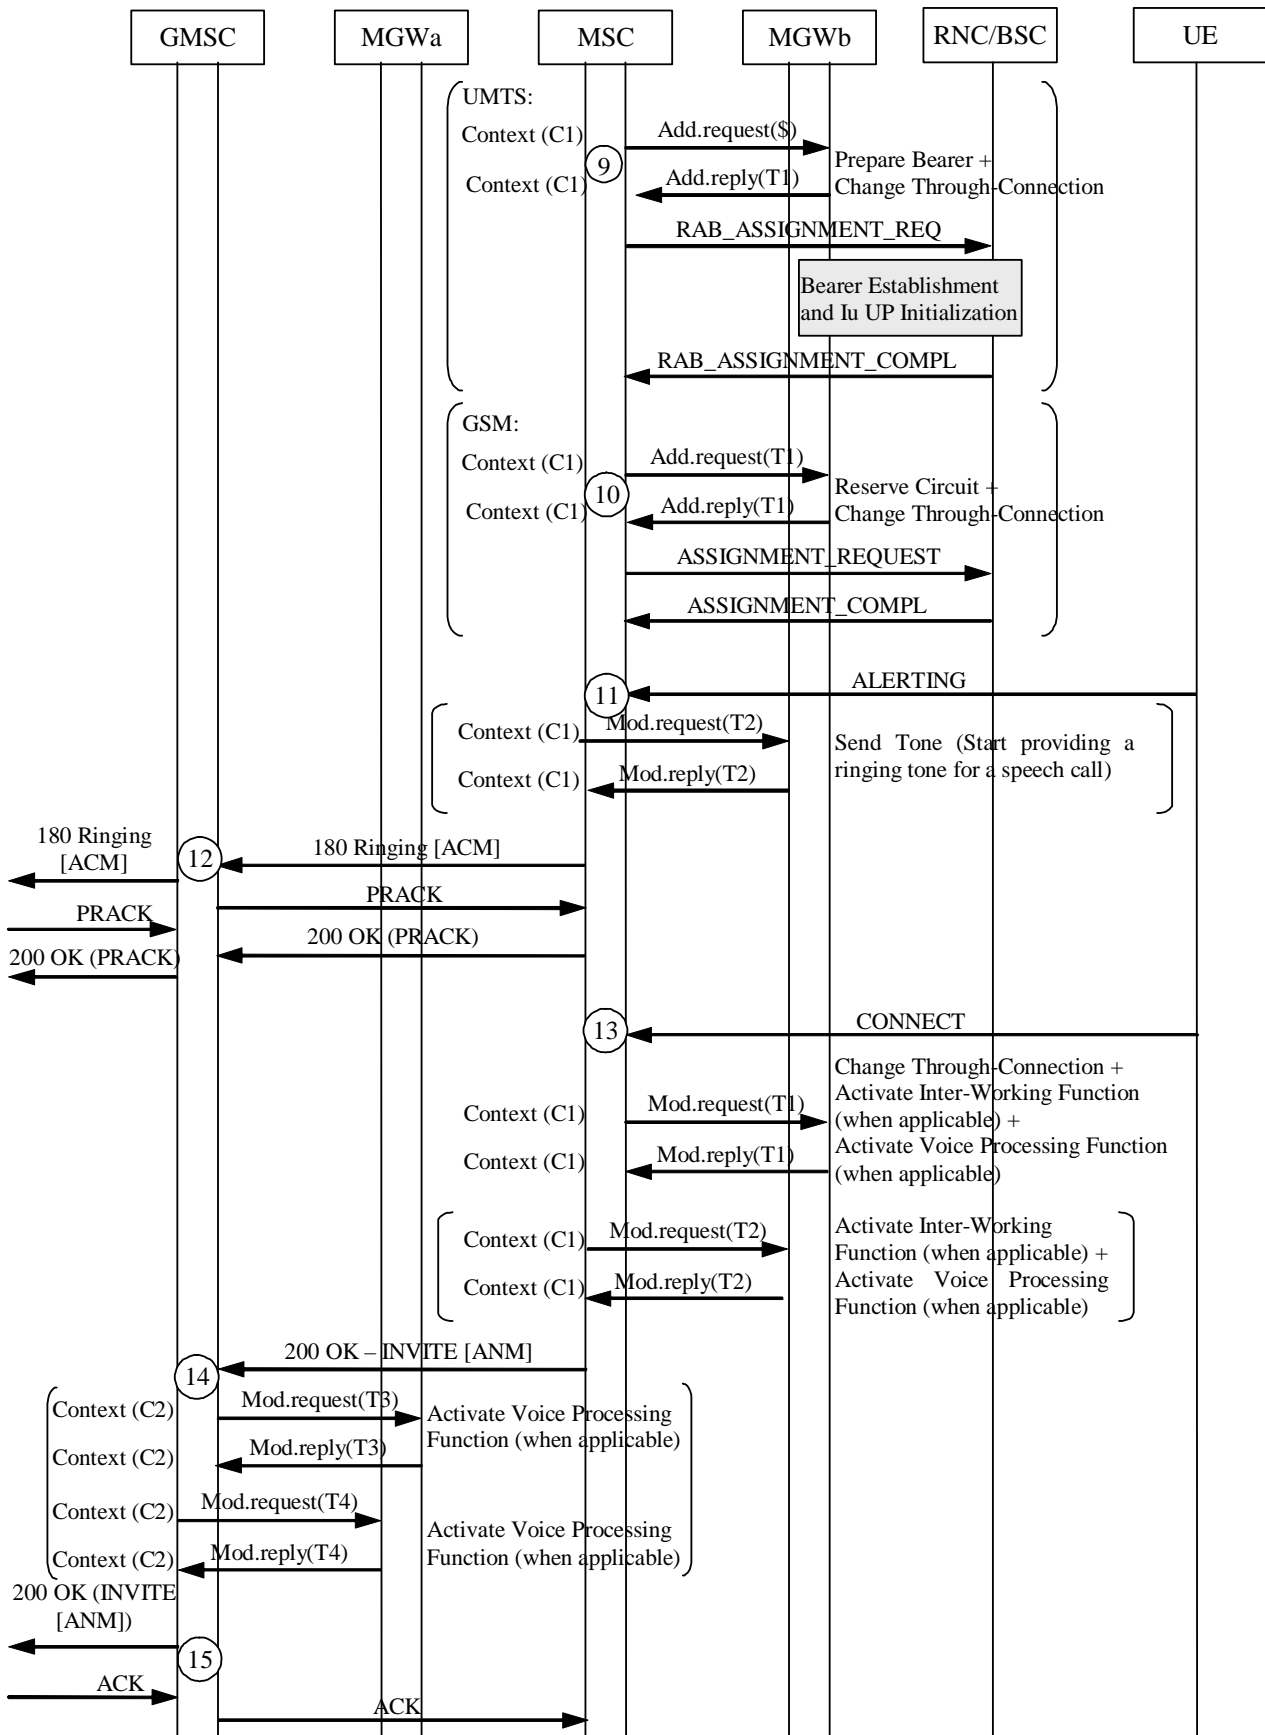 GMSC
MGWa
MSC
MGWb
RNC/BSC
UE
UMTS:
Context (C1)
Add.request($)
9
Prepare Bearer +
Change Through-Connection
Context (C1)
Add.reply(T1)
RAB_ASSIGNMENT_REQ
Bearer Establishment
and Iu UP Initialization
RAB_ASSIGNMENT_COMPL
GSM:
Context (C1)
Add.request(T1)
10
Reserve Circuit +
Change Through-Connection
Context (C1)
Add.reply(T1)
ASSIGNMENT_REQUEST
ASSIGNMENT_COMPL
11
ALERTING
Context (C1)
Mod.request(T2)
Send Tone (Start providing a
ringing tone for a speech call)
Context (C1)
Mod.reply(T2)
180 Ringing
[ACM]
12
180 Ringing [ACM]
PRACK
PRACK
200 OK (PRACK)
200 OK (PRACK)
13
CONNECT
Change Through-Connection +
Activate Inter-Working Function
(when applicable) +
Activate Voice Processing Function
(when applicable)
Context (C1)
Mod.request(T1)
Context (C1)
Mod.reply(T1)
Context (C1)
Mod.request(T2)
Activate Inter-Working
Function (when applicable) +
Activate Voice Processing
Function (when applicable)
Context (C1)
Mod.reply(T2)
200 OK – INVITE [ANM]
14
Context (C2)
Mod.request(T3)
Activate Voice Processing
Function (when applicable)
Context (C2)
Mod.reply(T3)
Context (C2)
Mod.request(T4)
Activate Voice Processing
Function (when applicable)
Context (C2)
Mod.reply(T4)
200 OK (INVITE
[ANM])
15
ACK
ACK